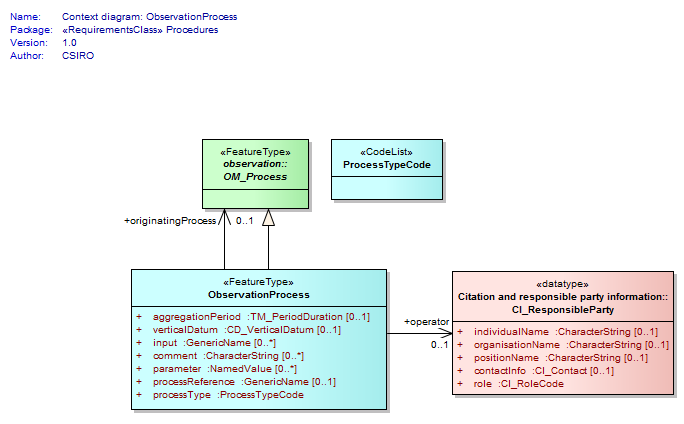 Name: Context diagram: ObservationProcess
Package: «RequirementsClass» Procedures
Version: 1.0
Author: CSIRO
«FeatureType»
observation::
OM_Process
«CodeList»
ProcessTypeCode
+originatingProcess 0..1
«FeatureType»
ObservationProcess
+ aggregationPeriod :TM_PeriodDuration [0..1]
+ verticalDatum :CD_VerticalDatum [0..1]
+ input :GenericName [0..*]
+ comment :CharacterString [0..*]
+ parameter :NamedValue [0..*]
+ processReference :GenericName [0..1]
+ processType :ProcessTypeCode
+operator
0..1
«datatype»
Citation and responsible party information::
CI_ResponsibleParty
+ individualName :CharacterString [0..1]
+ organisationName :CharacterString [0..1]
+ positionName :CharacterString [0..1]
+ contactInfo :CI_Contact [0..1]
+ role :CI_RoleCode